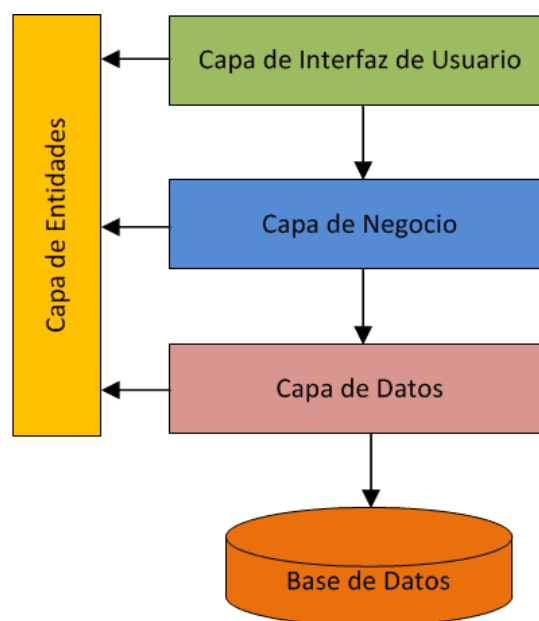 Capa de Interfaz de Usuario
Capa de Entidades
Capa de Negocio
Capa de Datos
Base de Datos